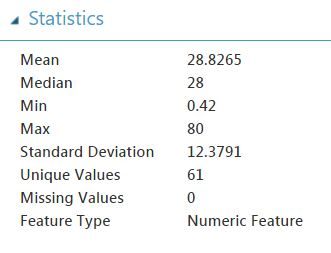 Statistics
Mean 28.8265
Median 28
Min 0.42
Max 80
Standard Deviation 12.3791
Unique Values 61
Missing Values 0
Feature Type Numeric Feature